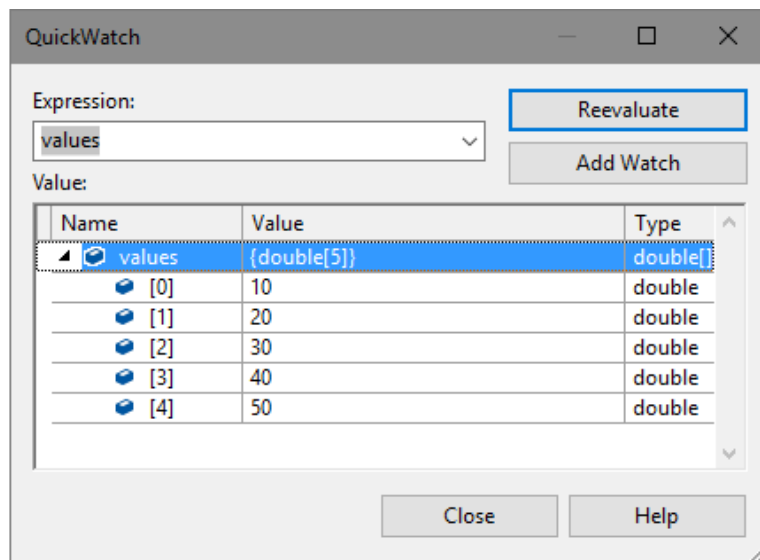 QuickWatch
Expression:
Reevaluate
values
Add Watch
Value:
Name Value Type
values {double[5]} double[]
[0] 10 double
[1] 20 double
[2] 30 double
[3] 40 double
[4] 50 double
Close Help